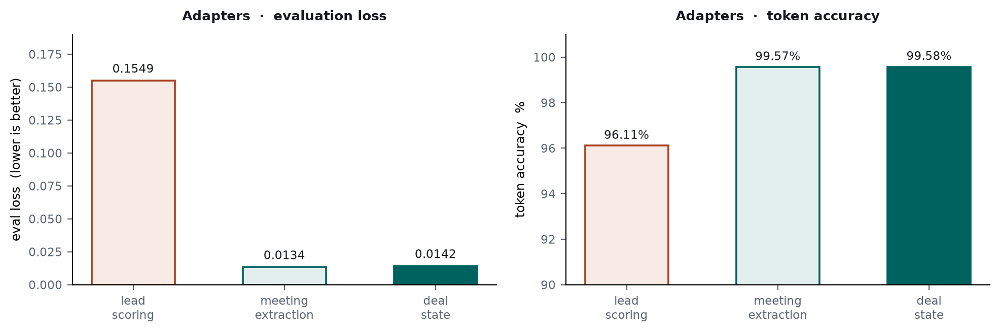 Adapters · evaluation loss
eval loss (lower is better)
0.175
0.150
0.125
0.100
0.075
0.050
0.025
0.000
0.1549
0.0134
0.0142
lead
scoring
meeting
extraction
deal
state
Adapters · token accuracy
token accuracy %
100
98
96
94
92
90
96.11%
99.57%
99.58%
lead
scoring
meeting
extraction
deal
state